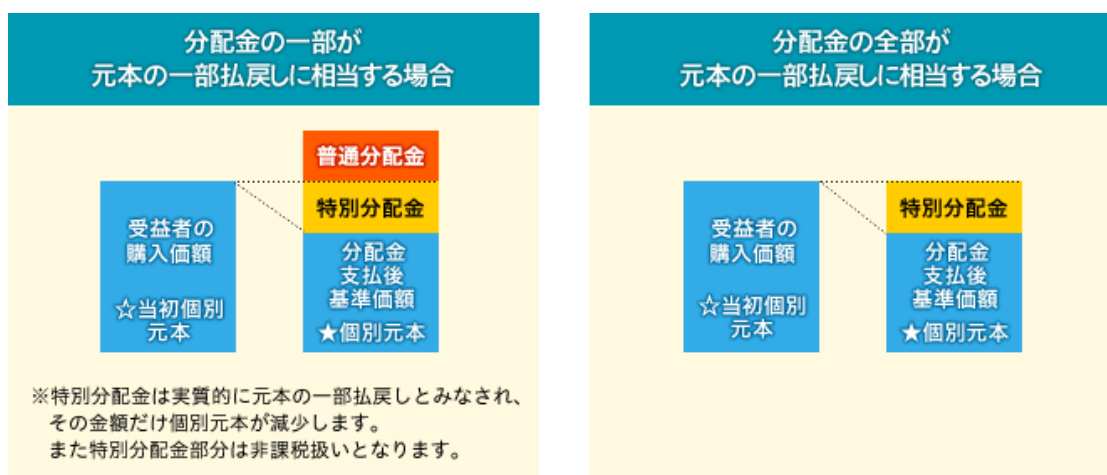 分配金の一部が
元本の一部払戻しに相当する場合
普通分配金
特別分配金
受益者の
購入価額
☆当初個別
元本
分配金
支払後
基準価額
★個別元本
※特別分配金は実質的に元本の一部払戻しとみなされ、
その金額だけ個別元本が減少します。
また特別分配金部分は非課税扱いとなります。
分配金の全部が
元本の一部払戻しに相当する場合
特別分配金
受益者の
購入価額
☆当初個別
元本
分配金
支払後
基準価額
★個別元本